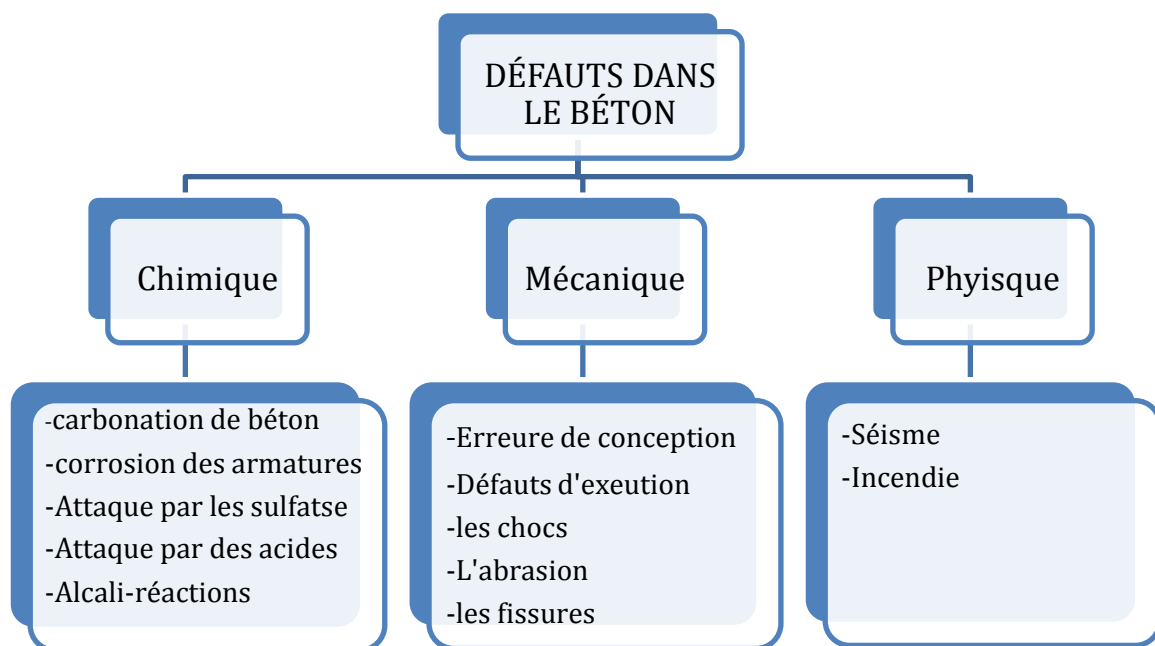 DÉFAUTS DANS
LE BÉTON
Chimique
Mécanique
Phyisque
-carbonation de béton
-corrosion des armatures
-Attaque par les sulfatse
-Attaque par des acides
-Alcali-réactions
-Erreure de conception
-Défauts d'exeution
-les chocs
-L'abrasion
-les fissures
-Séisme
-Incendie